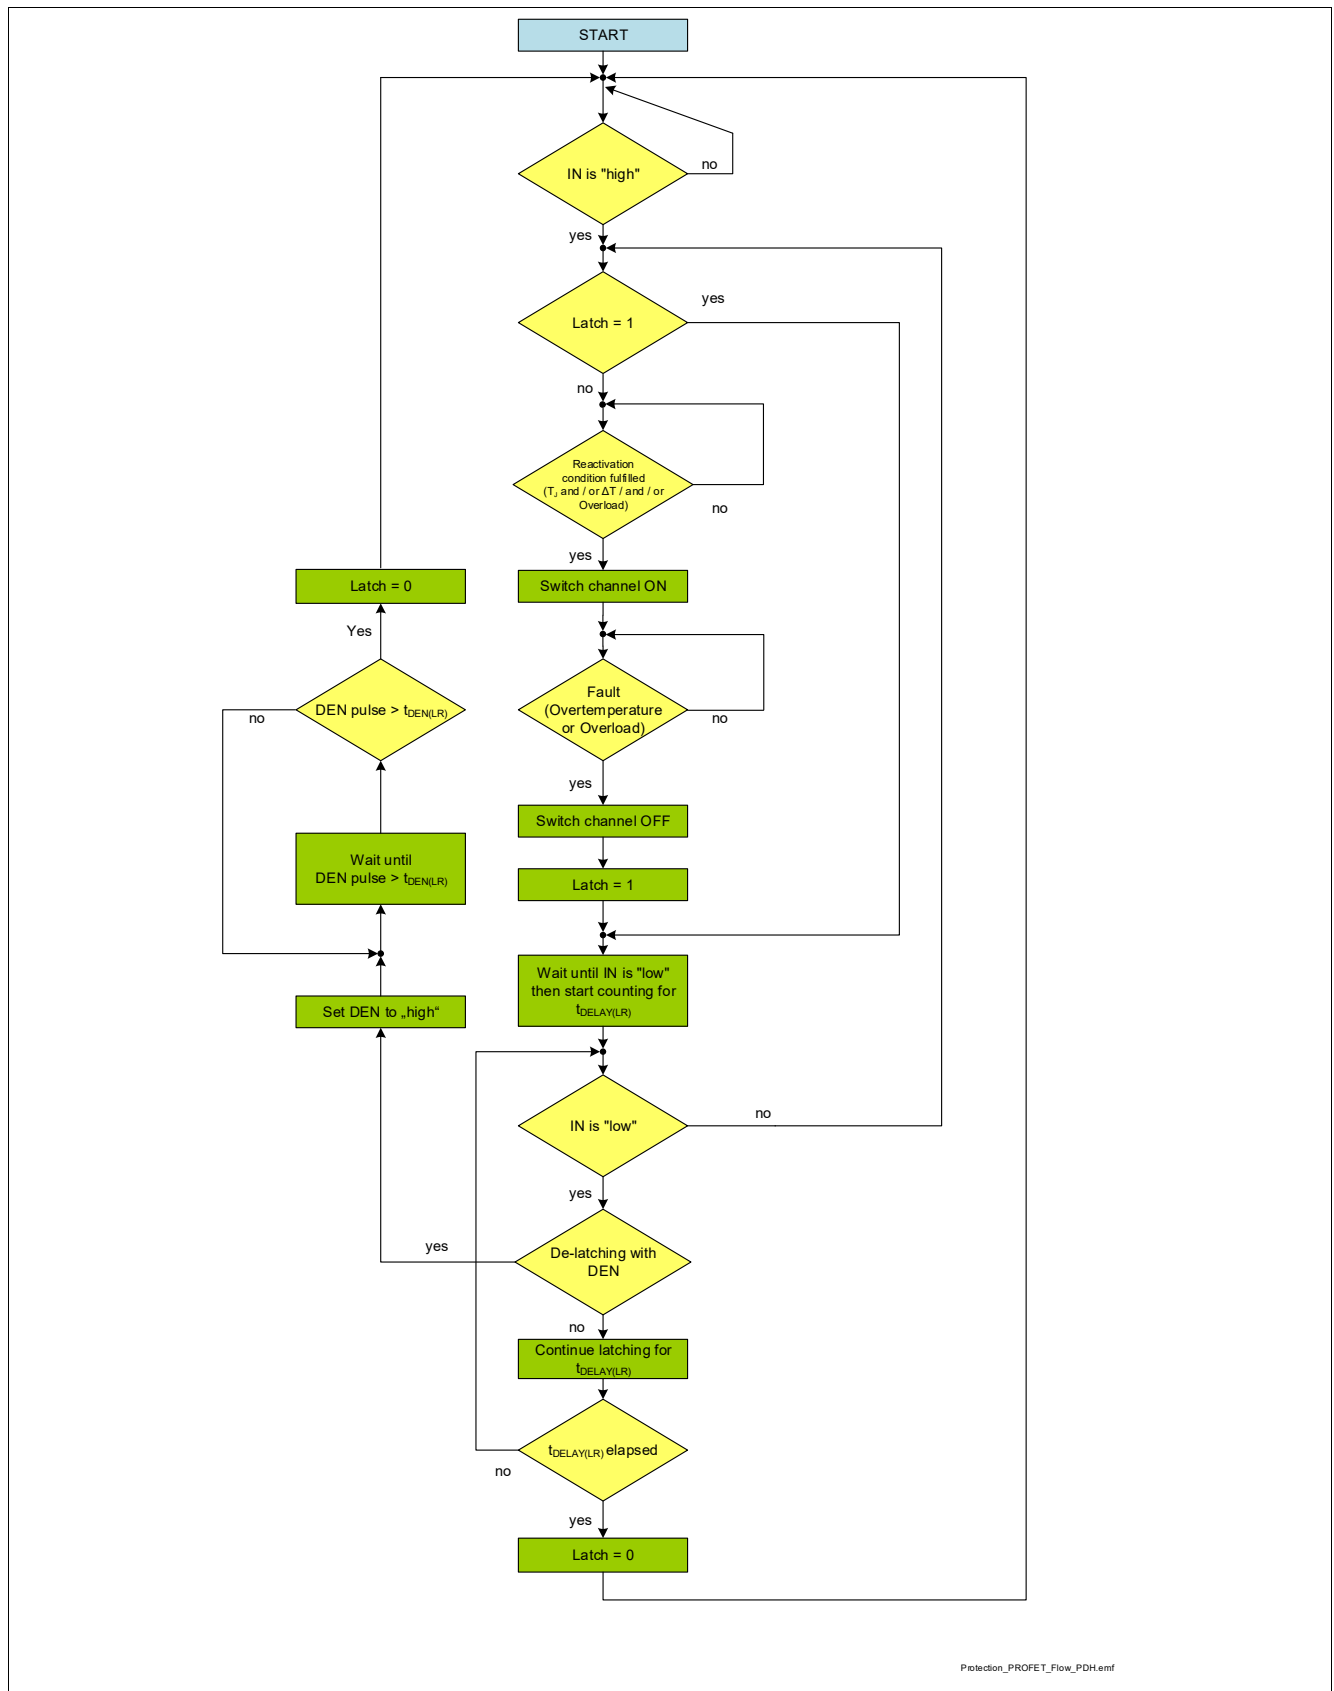 START
IN is "high"
no
yes
Latch = 1
yes
no
Reactivation
condition fulfilled
(TJ and / or ΔT / and / or
Overload)
no
yes
Switch channel ON
Latch = 0
Yes
DEN pulse > tDEN(LR)
no
Fault
(Overtemperature
or Overload)
no
yes
Switch channel OFF
Wait until
DEN pulse > tDEN(LR)
Latch = 1
Wait until IN is "low"
then start counting for
tDELAY(LR)
Set DEN to „high“
IN is "low"
no
yes
De-latching with
DEN
yes
no
Continue latching for
tDELAY(LR)
tDELAY(LR) elapsed
no
yes
Latch = 0
Protection_PROFET_Flow_PDH.emf